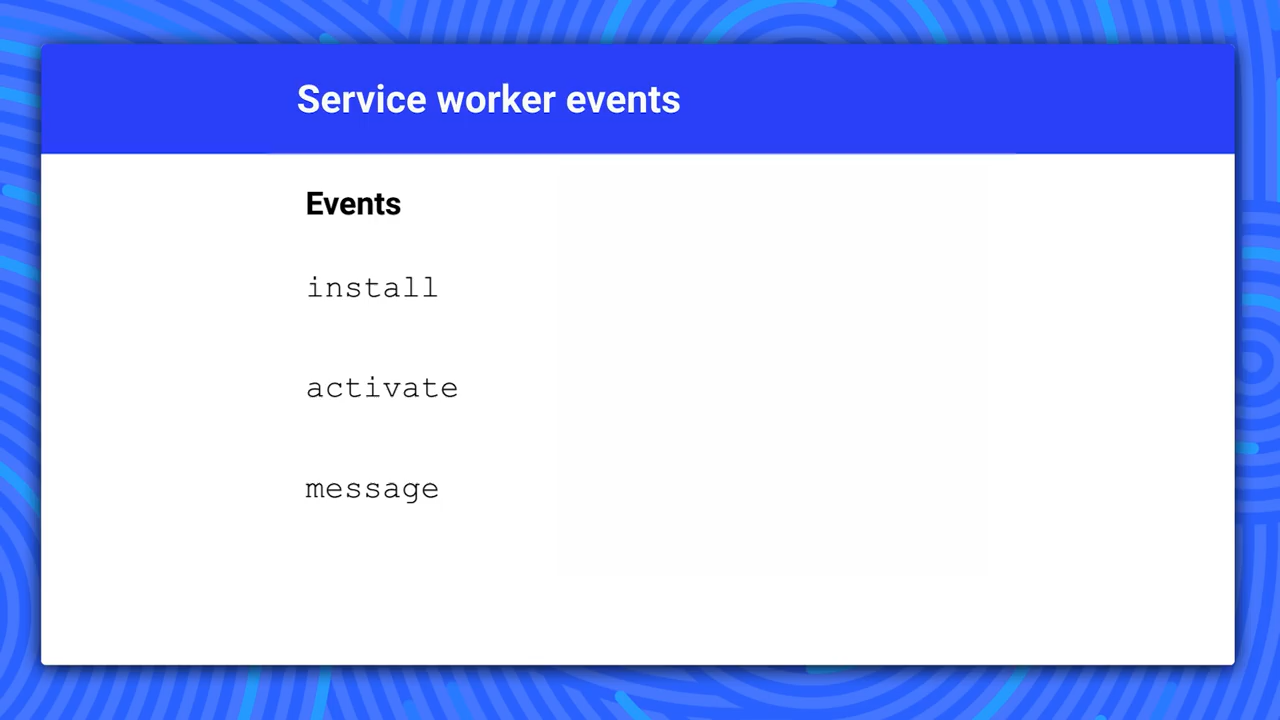 Service worker events
Events
install
activate
message